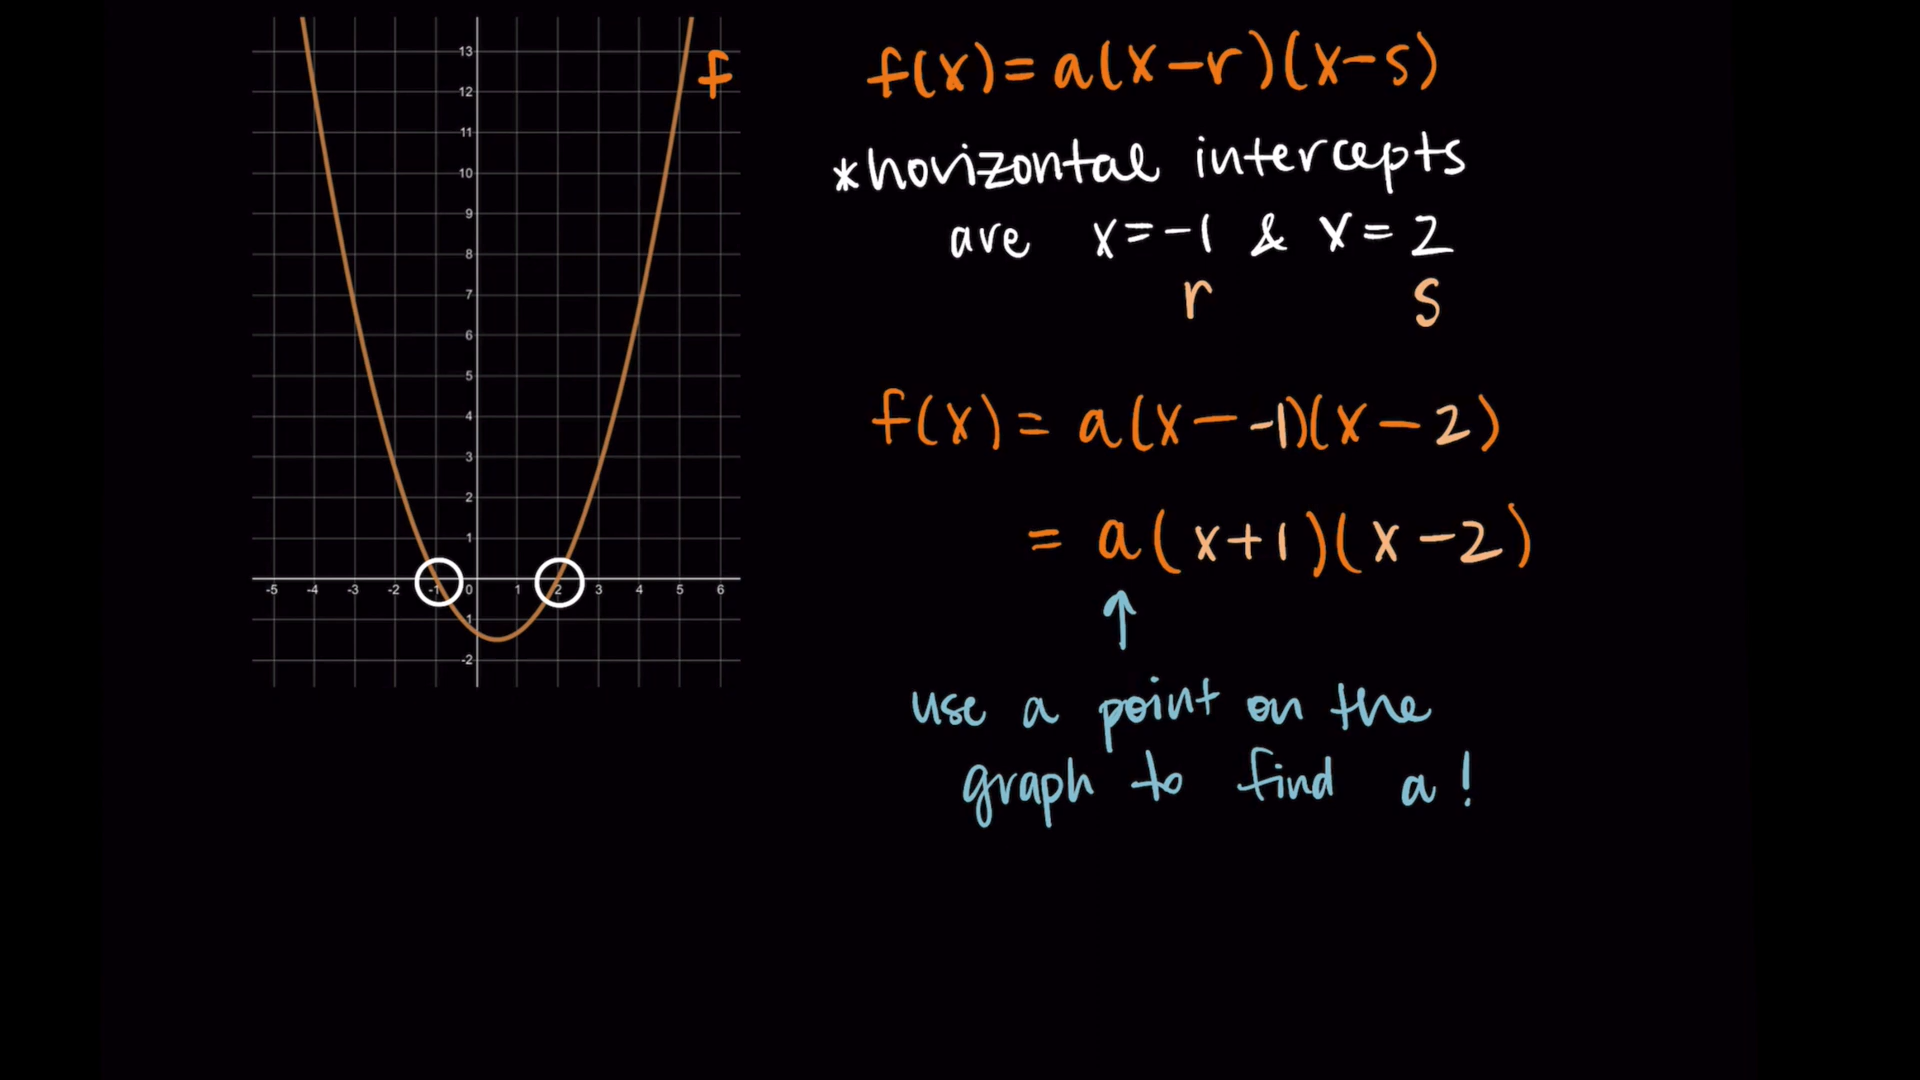 13
f
12
11
10
9
8
7
6
5
4
3
2
1
-5 -4 -3 -2 -1 0 1 2 3 4 5 6
-1
-2
f(x) = a(x-r)(x-s)
*horizontal intercepts
are x=-1 & x=2
r s
f(x) = a(x--1)(x-2)
= a(x+1)(x-2)
use a point on the
graph to find a!